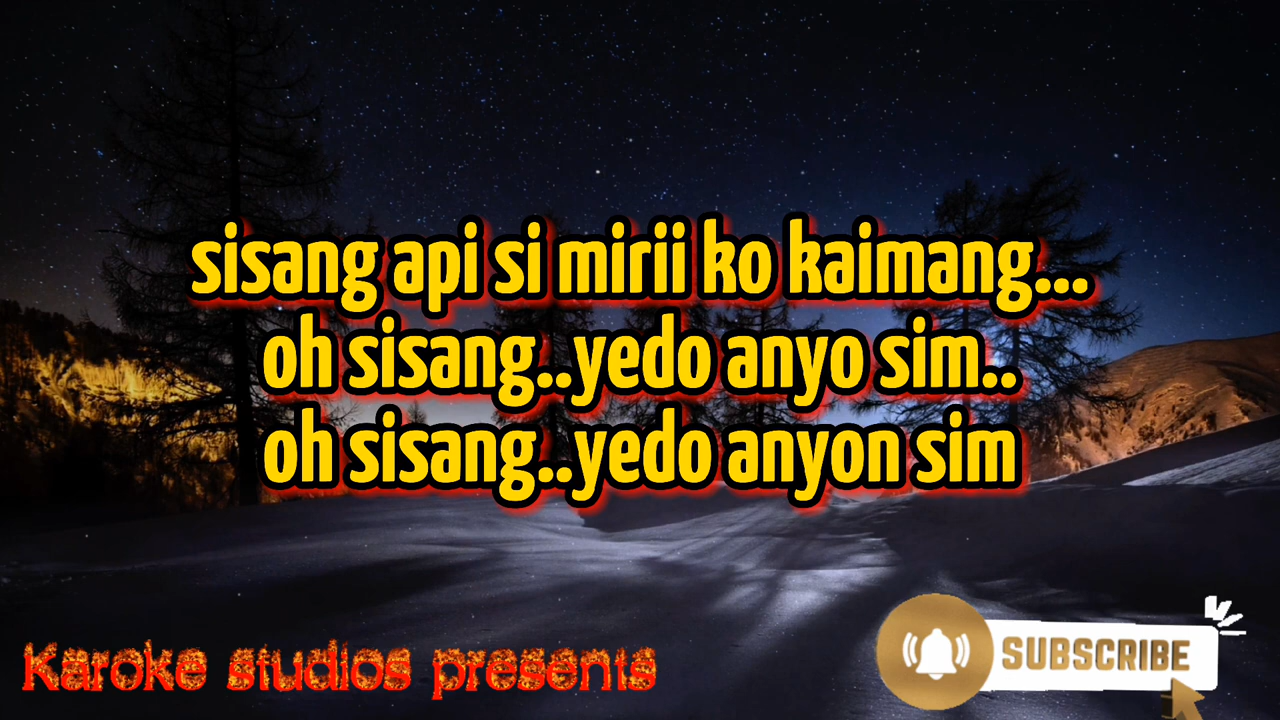 sisang api si mirii ko kaimang...
oh sisang..yedo anyo sim..
oh sisang..yedo anyon sim
Karoke studios presents
SUBSCRIBE